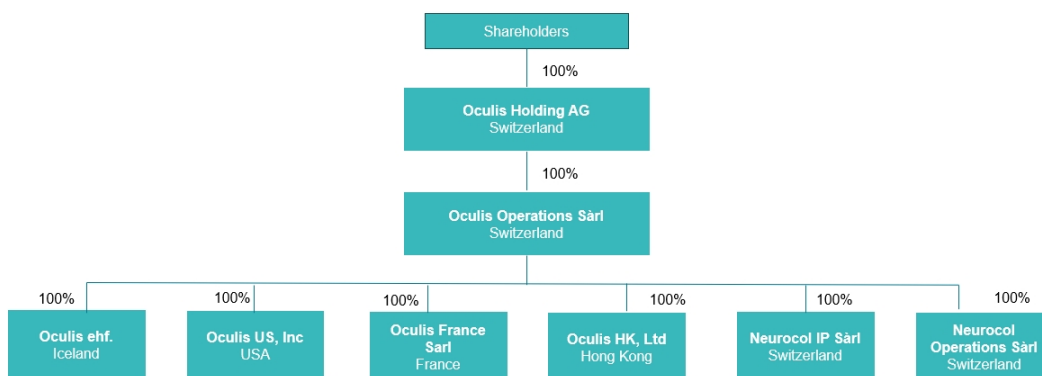 Shareholders
100%
Oculis Holding AG
Switzerland
100%
Oculis Operations Sàrl
Switzerland
100%
100%
100%
100%
100%
100%
Oculis ehf.
Iceland
Oculis US, Inc
USA
Oculis France
Sarl
France
Oculis HK, Ltd
Hong Kong
Neurocol IP Sàrl
Switzerland
Neurocol
Operations Sàrl
Switzerland